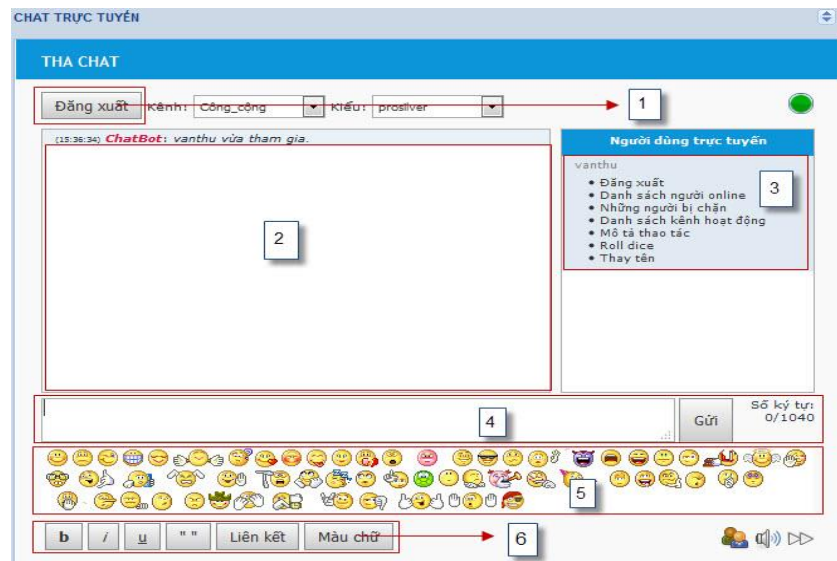 CHAT TRỰC TUYẾN
THA CHAT
Đăng xuất Kênh: Công_cộng Kiểu: prosilver 1
(15:36:34) ChatBot: vanthu vừa tham gia.
2
Người dùng trực tuyến
vanthu
• Đăng xuất
• Danh sách người online
• Những người bị chặn
• Danh sách kênh hoạt động
• Mô tả thao tác
• Roll dice
• Thay tên
3
4
Gửi
Số ký tự:
0/1040
5
b i u " " Liên kết Màu chữ 6